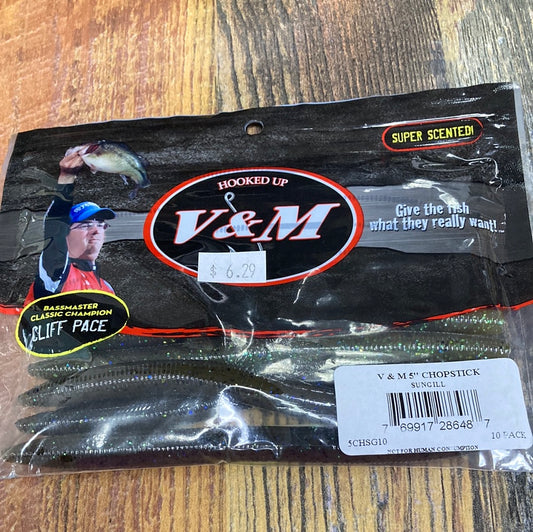 SUPER SCENTED!
HOOKED UP
V&M
Give the fish
what they really want!
$ 6.29
BASSMASTER
CLASSIC CHAMPION
CLIFF PACE
V & M 5" CHOPSTICK
SUNGILL
7 69917 28648 7
5CHSG10
10 PACK
NOT FOR HUMAN CONSUMPTION